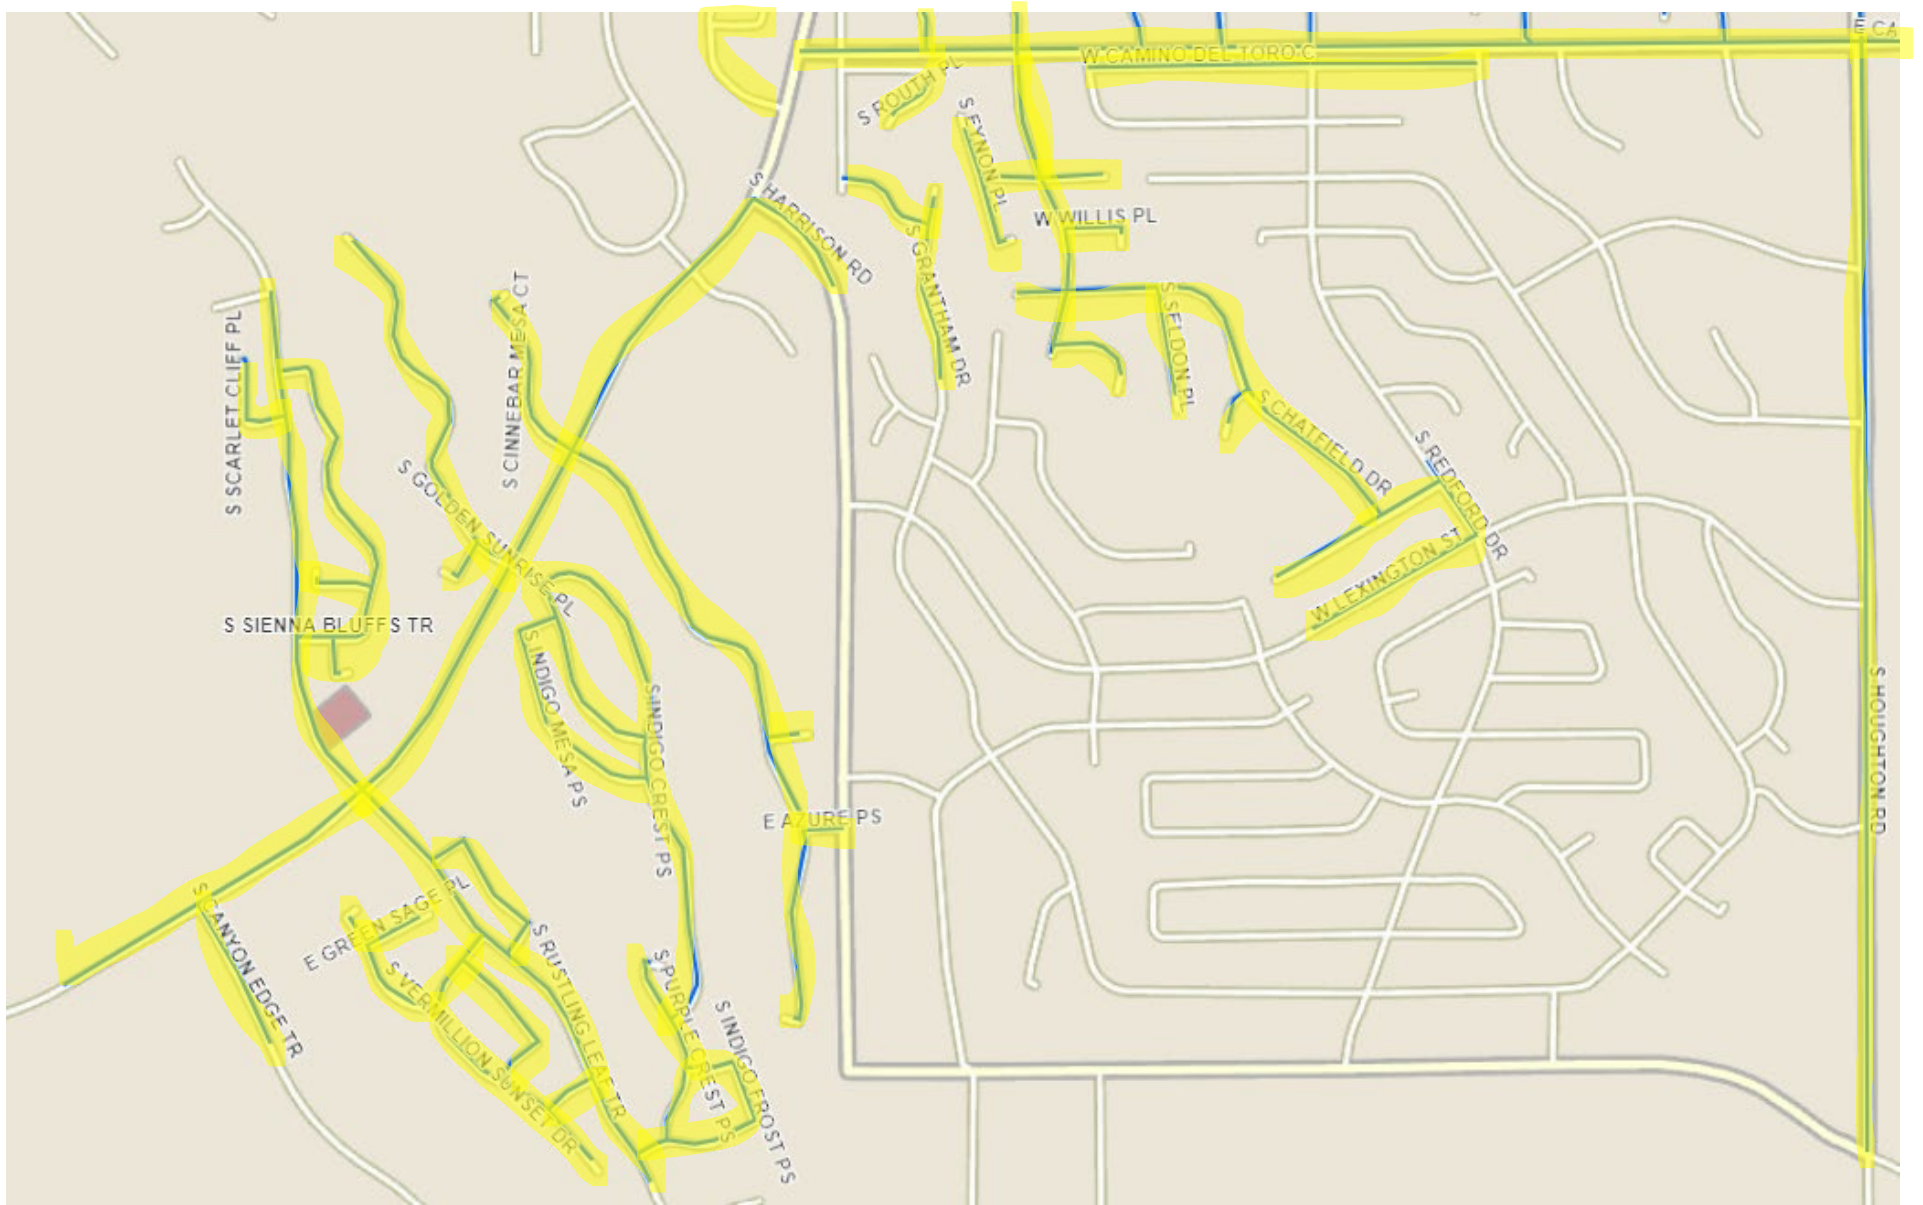 E CA
W CAMINO DEL TORO C
S ROUTH PL
S EYNON PL
S HARRISON RD
W WILLIS PL
S GRANTHAM DR
S SELDON PL
S CINNEBAR MESA CT
S SCARLET CLIFF PL
S CHATFIELD DR
S REDFORD DR
S GOLDEN SUNRISE PL
W LEXINGTON ST
S SIENNA BLUFFS TR
S INDIGO MESA PS
S INDIGO CREST PS
S HOUGHTON RD
E AZURE PS
E GREEN SAGE PL
S CANYON EDGE TR
S VERMILLION SUNSET DR
S RUSTLING LEAF TR
S PURPLE CREST PS
S INDIGO FROST PS